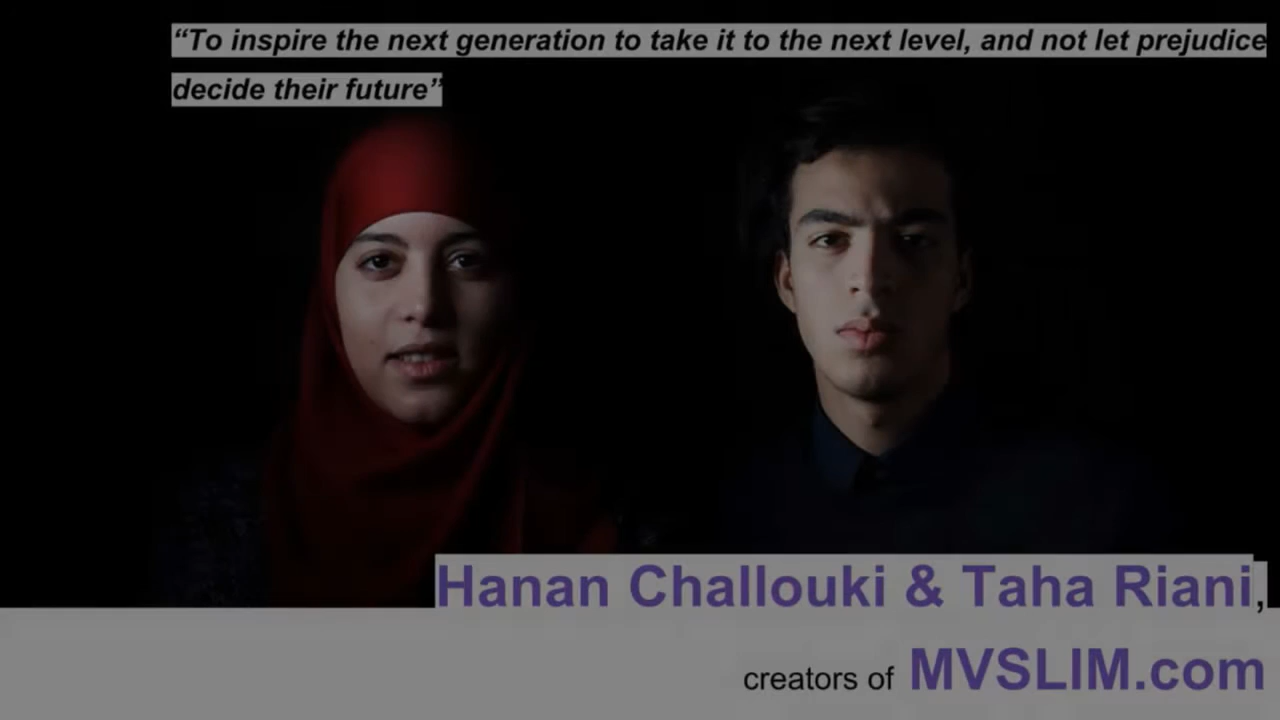 “To inspire the next generation to take it to the next level, and not let prejudice
decide their future”
Hanan Challouki & Taha Riani,
creators of MVSLIM.com